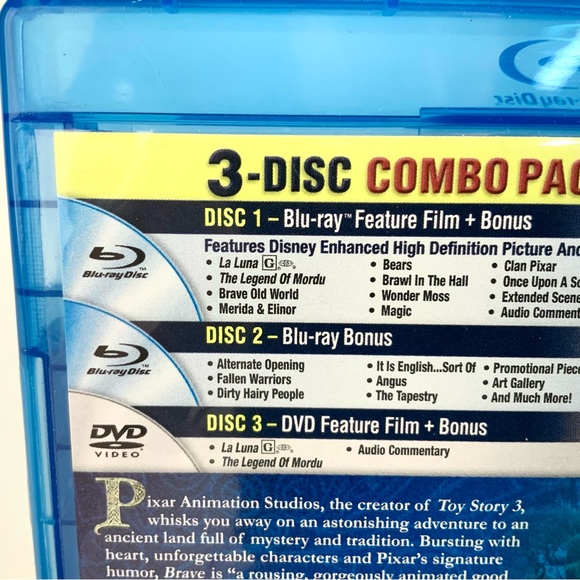 3-DISC COMBO PAC
DISC 1 – Blu-ray™ Feature Film + Bonus
Features Disney Enhanced High Definition Picture And
• La Luna G
• The Legend Of Mordu
• Brave Old World
• Merida & Elinor
• Bears
• Brawl In The Hall
• Wonder Moss
• Magic
• Clan Pixar
• Once Upon A Sc
• Extended Scene
• Audio Comment
Blu-ray Disc™
DISC 2 – Blu-ray Bonus
• Alternate Opening
• Fallen Warriors
• Dirty Hairy People
• It Is English...Sort Of
• Angus
• The Tapestry
• Promotional Piece
• Art Gallery
• And Much More!
Blu-ray Disc™
DISC 3 – DVD Feature Film + Bonus
• La Luna G
• The Legend Of Mordu
• Audio Commentary
DVD
VIDEO
Pixar Animation Studios, the creator of Toy Story 3,
whisks you away on an astonishing adventure to an
ancient land full of mystery and tradition. Bursting with
heart, unforgettable characters and Pixar's signature
humor, Brave is "a rousing, gorgeously animated good